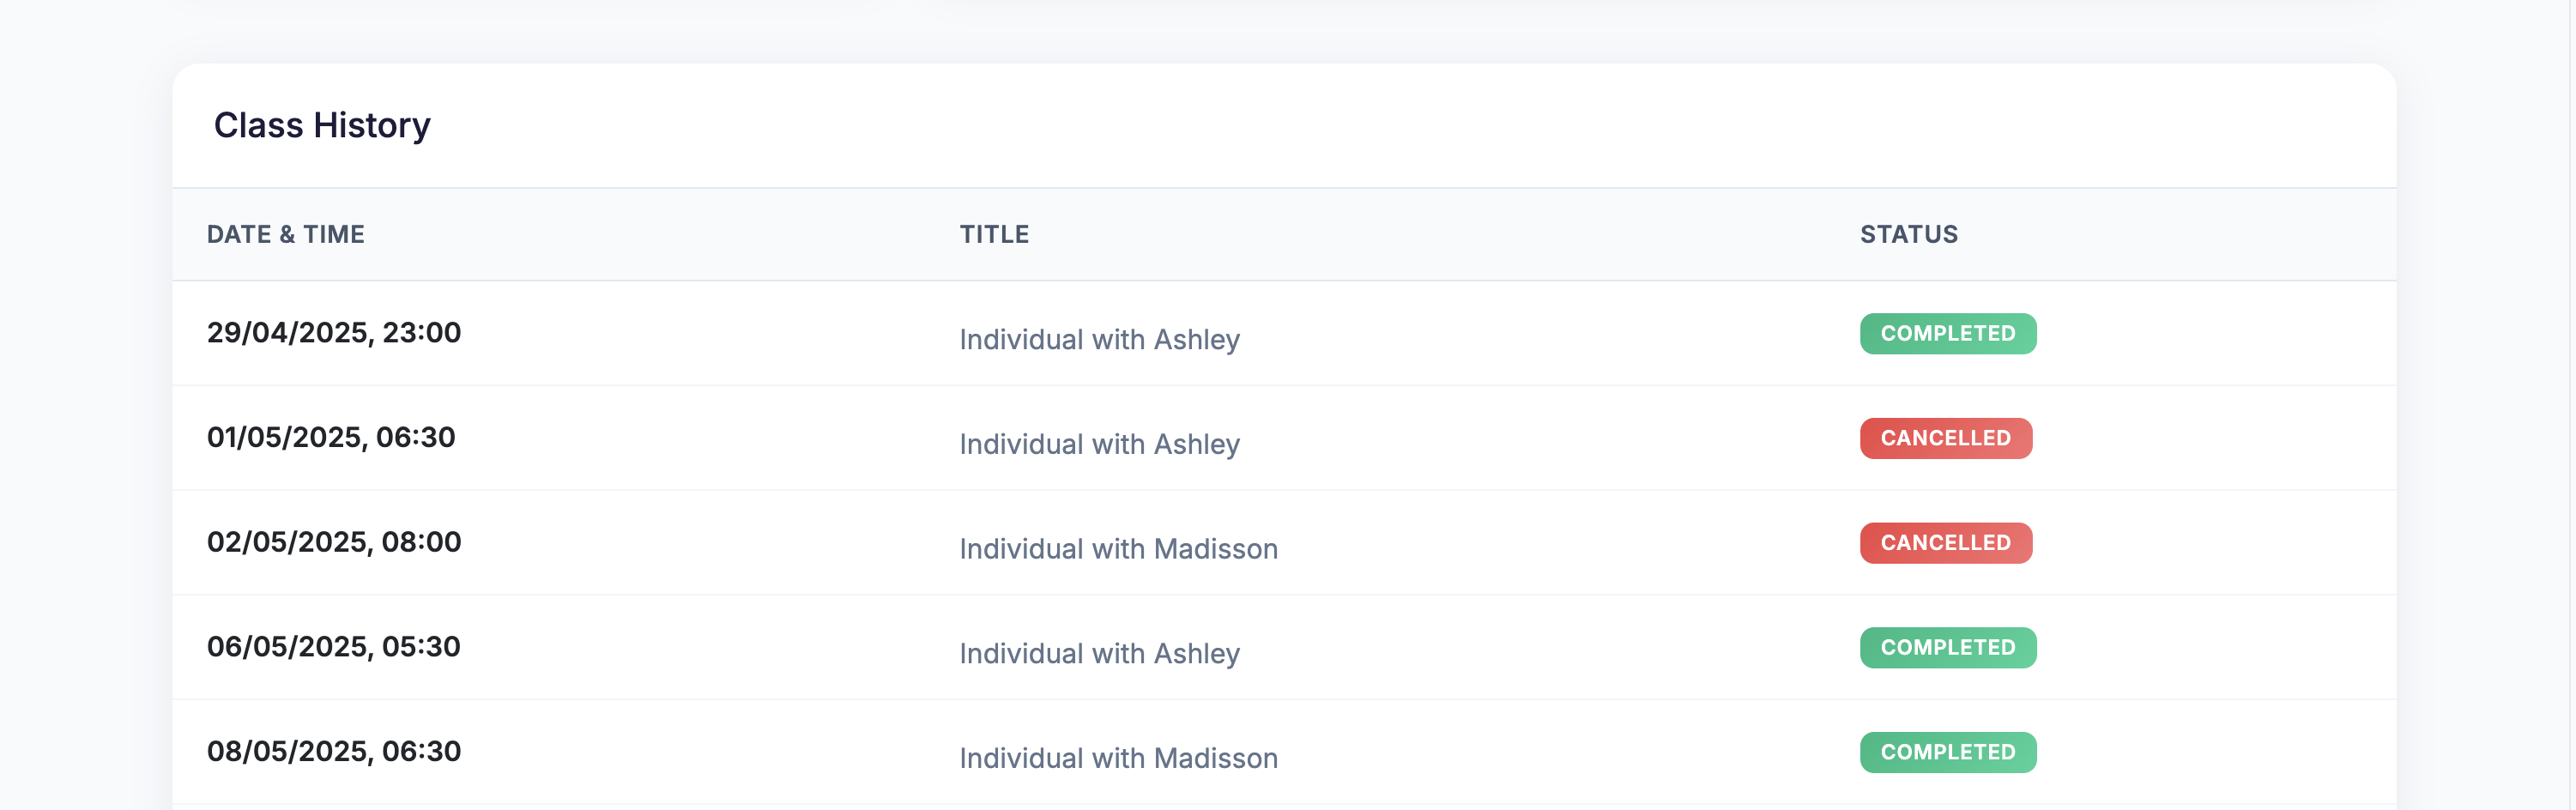 Class History
DATE & TIME TITLE STATUS
29/04/2025, 23:00 Individual with Ashley COMPLETED
01/05/2025, 06:30 Individual with Ashley CANCELLED
02/05/2025, 08:00 Individual with Madisson CANCELLED
06/05/2025, 05:30 Individual with Ashley COMPLETED
08/05/2025, 06:30 Individual with Madisson COMPLETED